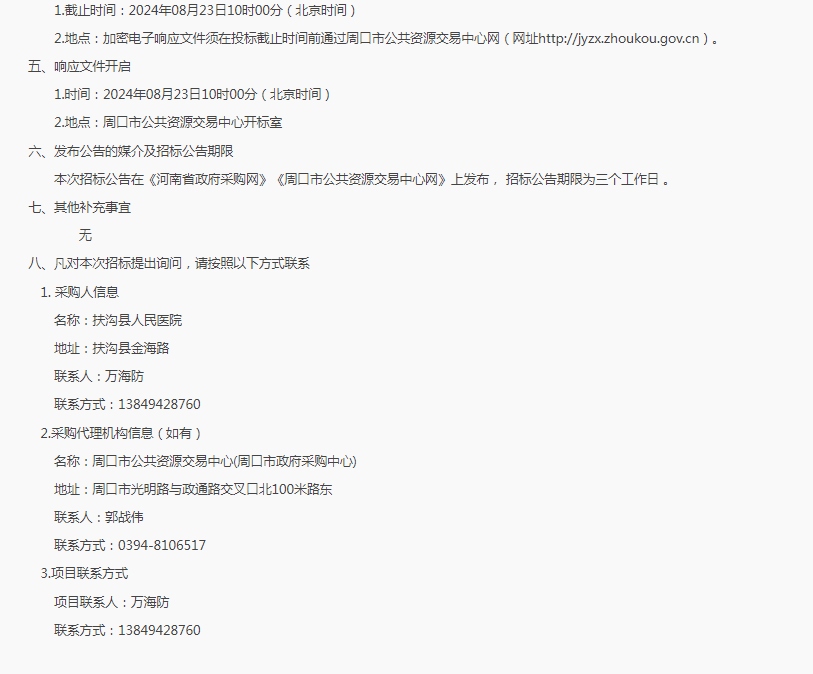 1.截止时间：2024年08月23日10时00分（北京时间）
2.地点：加密电子响应文件须在投标截止时间前通过周口市公共资源交易中心网（网址http://jyzx.zhoukou.gov.cn）。
五、响应文件开启
1.时间：2024年08月23日10时00分（北京时间）
2.地点：周口市公共资源交易中心开标室
六、发布公告的媒介及招标公告期限
本次招标公告在《河南省政府采购网》《周口市公共资源交易中心网》上发布， 招标公告期限为三个工作日 。
七、其他补充事宜
无
八、凡对本次招标提出询问，请按照以下方式联系
1. 采购人信息
名称：扶沟县人民医院
地址：扶沟县金海路
联系人：万海防
联系方式：13849428760
2.采购代理机构信息（如有）
名称：周口市公共资源交易中心(周口市政府采购中心)
地址：周口市光明路与政通路交叉口北100米路东
联系人：郭战伟
联系方式：0394-8106517
3.项目联系方式
项目联系人：万海防
联系方式：13849428760